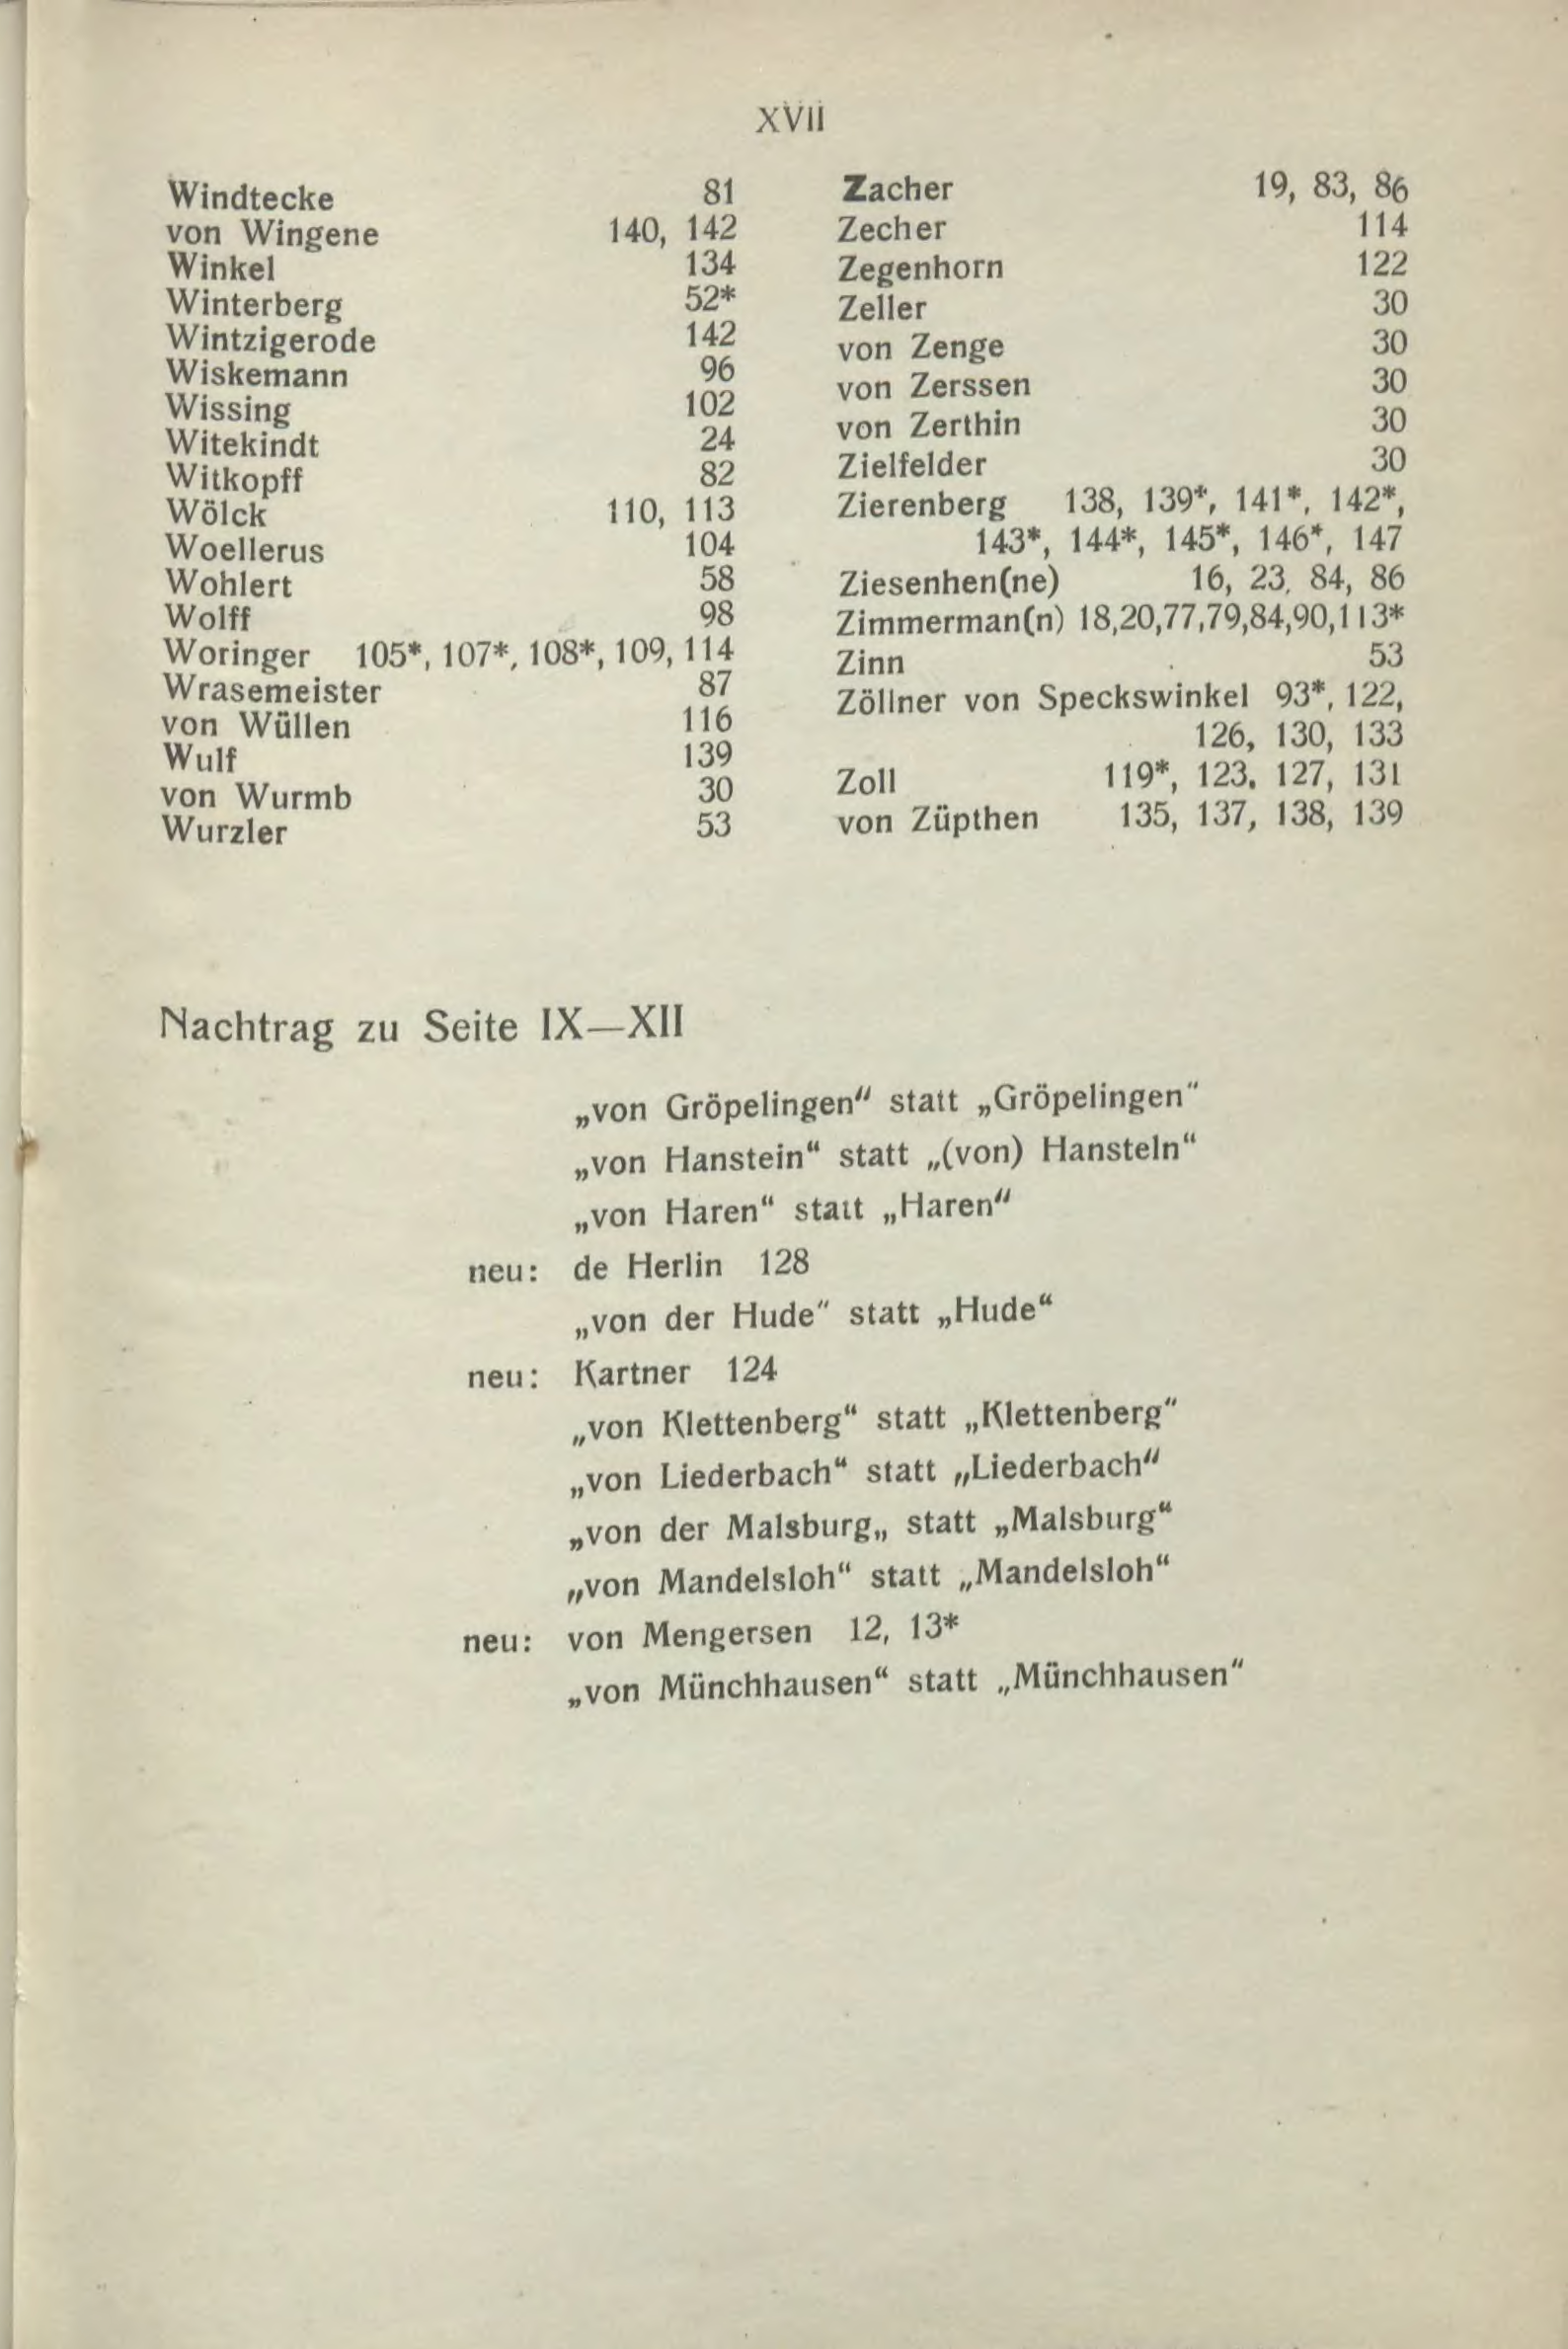 XVII
Windtecke 81
von Wingene 140, 142
Winkel 134
Winterberg 52*
Wintzigerode 142
Wiskemann 96
Wissing 102
Witekindt 24
Witkopff 82
Wölck 110, 113
Woellerus 104
Wohlert 58
Wolff 98
Woringer 105*, 107*, 108*, 109, 114
Wrasemeister 87
von Wüllen 116
Wulf 139
von Wurmb 30
Wurzler 53
Zacher 19, 83, 86
Zecher 114
Zegenhorn 122
Zeller 30
von Zenge 30
von Zerssen 30
von Zerthin 30
Zielfelder 30
Zierenberg 138, 139*, 141*, 142*,
143*, 144*, 145*, 146*, 147
Ziesenhen(ne) 16, 23, 84, 86
Zimmerman(n) 18,20,77,79,84,90,113*
Zinn 53
Zöllner von Speckswinkel 93*, 122,
126, 130, 133
Zoll 119*, 123, 127, 131
von Züpthen 135, 137, 138, 139
Nachtrag zu Seite IX—XII
„von Gröpelingen" statt „Gröpelingen"
„von Hanstein“ statt „(von) Hansteln“
„von Haren“ statt „Haren"
neu: de Herlin 128
„von der Hude" statt „Hude“
neu: Kartner 124
„von Klettenberg“ statt „Klettenberg"
„von Liederbach“ statt „Liederbach"
„von der Malsburg„ statt „Malsburg“
„von Mandelsloh“ statt „Mandelsloh“
neu: von Mengersen 12, 13*
„von Münchhausen“ statt „Münchhausen"